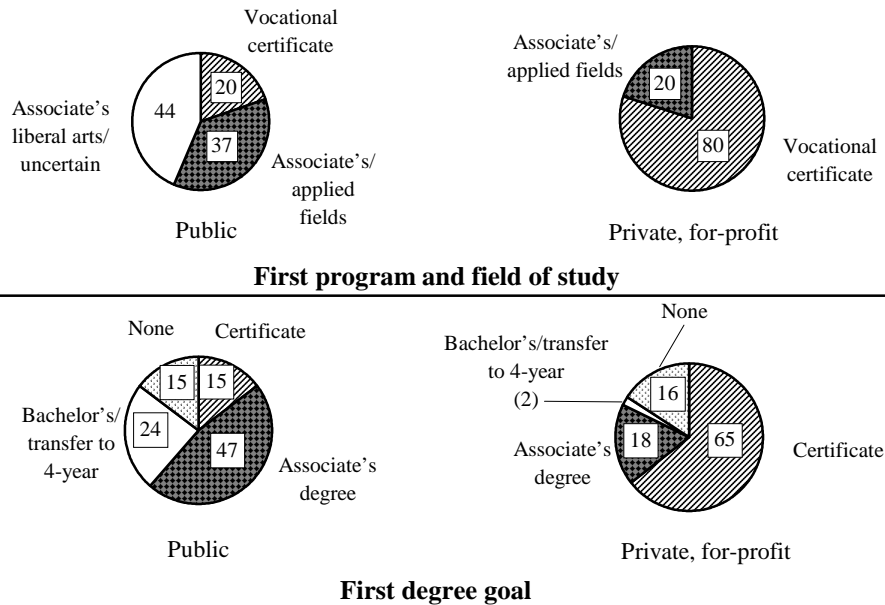 Vocational
certificate
20
44
37
Associate's
liberal arts/
uncertain
Associate's/
applied
fields
Public
Associate's/
applied fields
20
80
Vocational
certificate
Private, for-profit
First program and field of study
None
Certificate
15
15
24
47
Bachelor's/
transfer to
4-year
Associate's
degree
Public
None
Bachelor's/transfer
to 4-year
(2)
16
18
65
Associate's
degree
Certificate
Private, for-profit
First degree goal